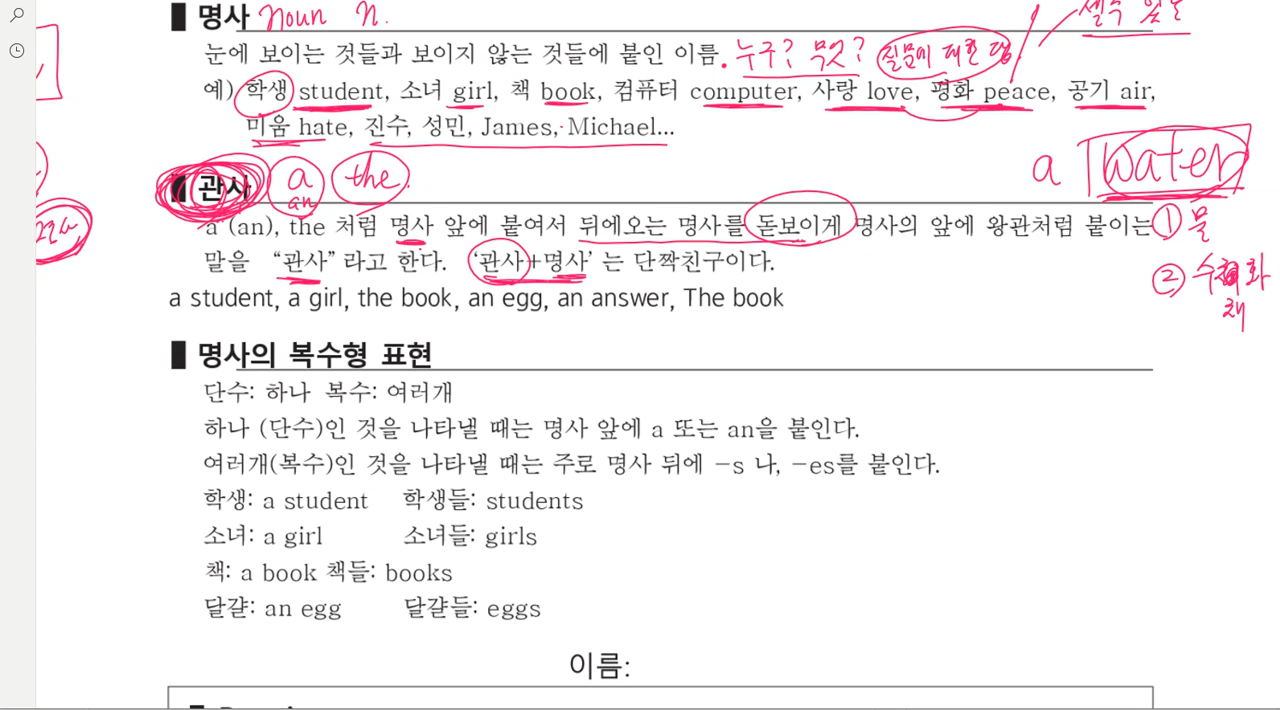 명사 Noun n. 셀수 있는
눈에 보이는 것들과 보이지 않는 것들에 붙인 이름. 누구? 무엇? 질문에 대한 답
예) 학생 student, 소녀 girl, 책 book, 컴퓨터 computer, 사랑 love, 평화 peace, 공기 air,
미움 hate, 진수, 성민, James, Michael...
a water
관사 a an the.
a (an), the 처럼 명사 앞에 붙여서 뒤에오는 명사를 돋보이게 명사의 앞에 왕관처럼 붙이는
① 물
말을 “관사” 라고 한다. ‘관사+명사’ 는 단짝친구이다.
② 수채화
a student, a girl, the book, an egg, an answer, The book
명사의 복수형 표현
단수: 하나 복수: 여러개
하나 (단수)인 것을 나타낼 때는 명사 앞에 a 또는 an을 붙인다.
여러개(복수)인 것을 나타낼 때는 주로 명사 뒤에 -s 나, -es를 붙인다.
학생: a student 학생들: students
소녀: a girl 소녀들: girls
책: a book 책들: books
달걀: an egg 달걀들: eggs
이름: